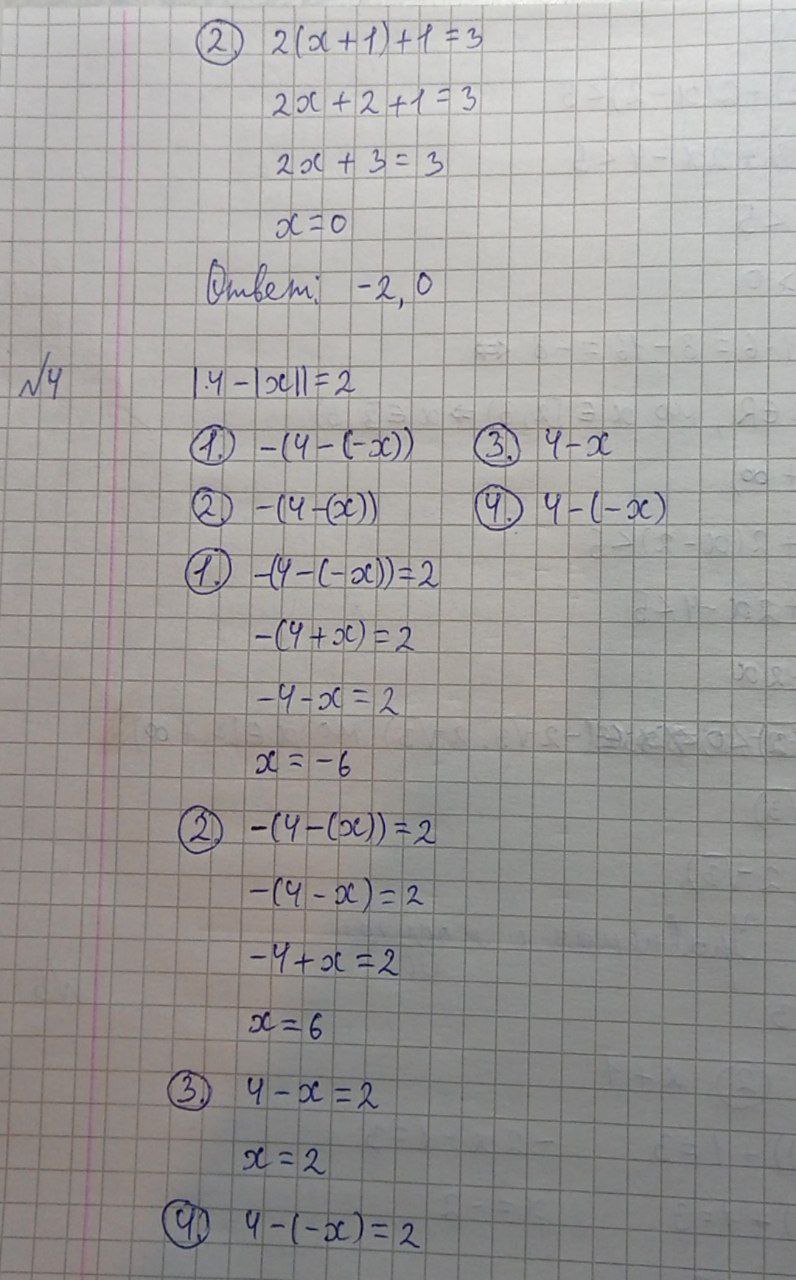 2. 2(x+1)+1=3
2x+2+1=3
2x+3=3
x=0
Ответ: -2, 0
№4 |4-|x||=2
1. -(4-(-x)) 3. 4-x
2. -(4-(x)) 4. 4-(-x)
1. -(4-(-x))=2
-(4+x)=2
-4-x=2
x=-6
2. -(4-(x))=2
-(4-x)=2
-4+x=2
x=6
3. 4-x=2
x=2
4. 4-(-x)=2